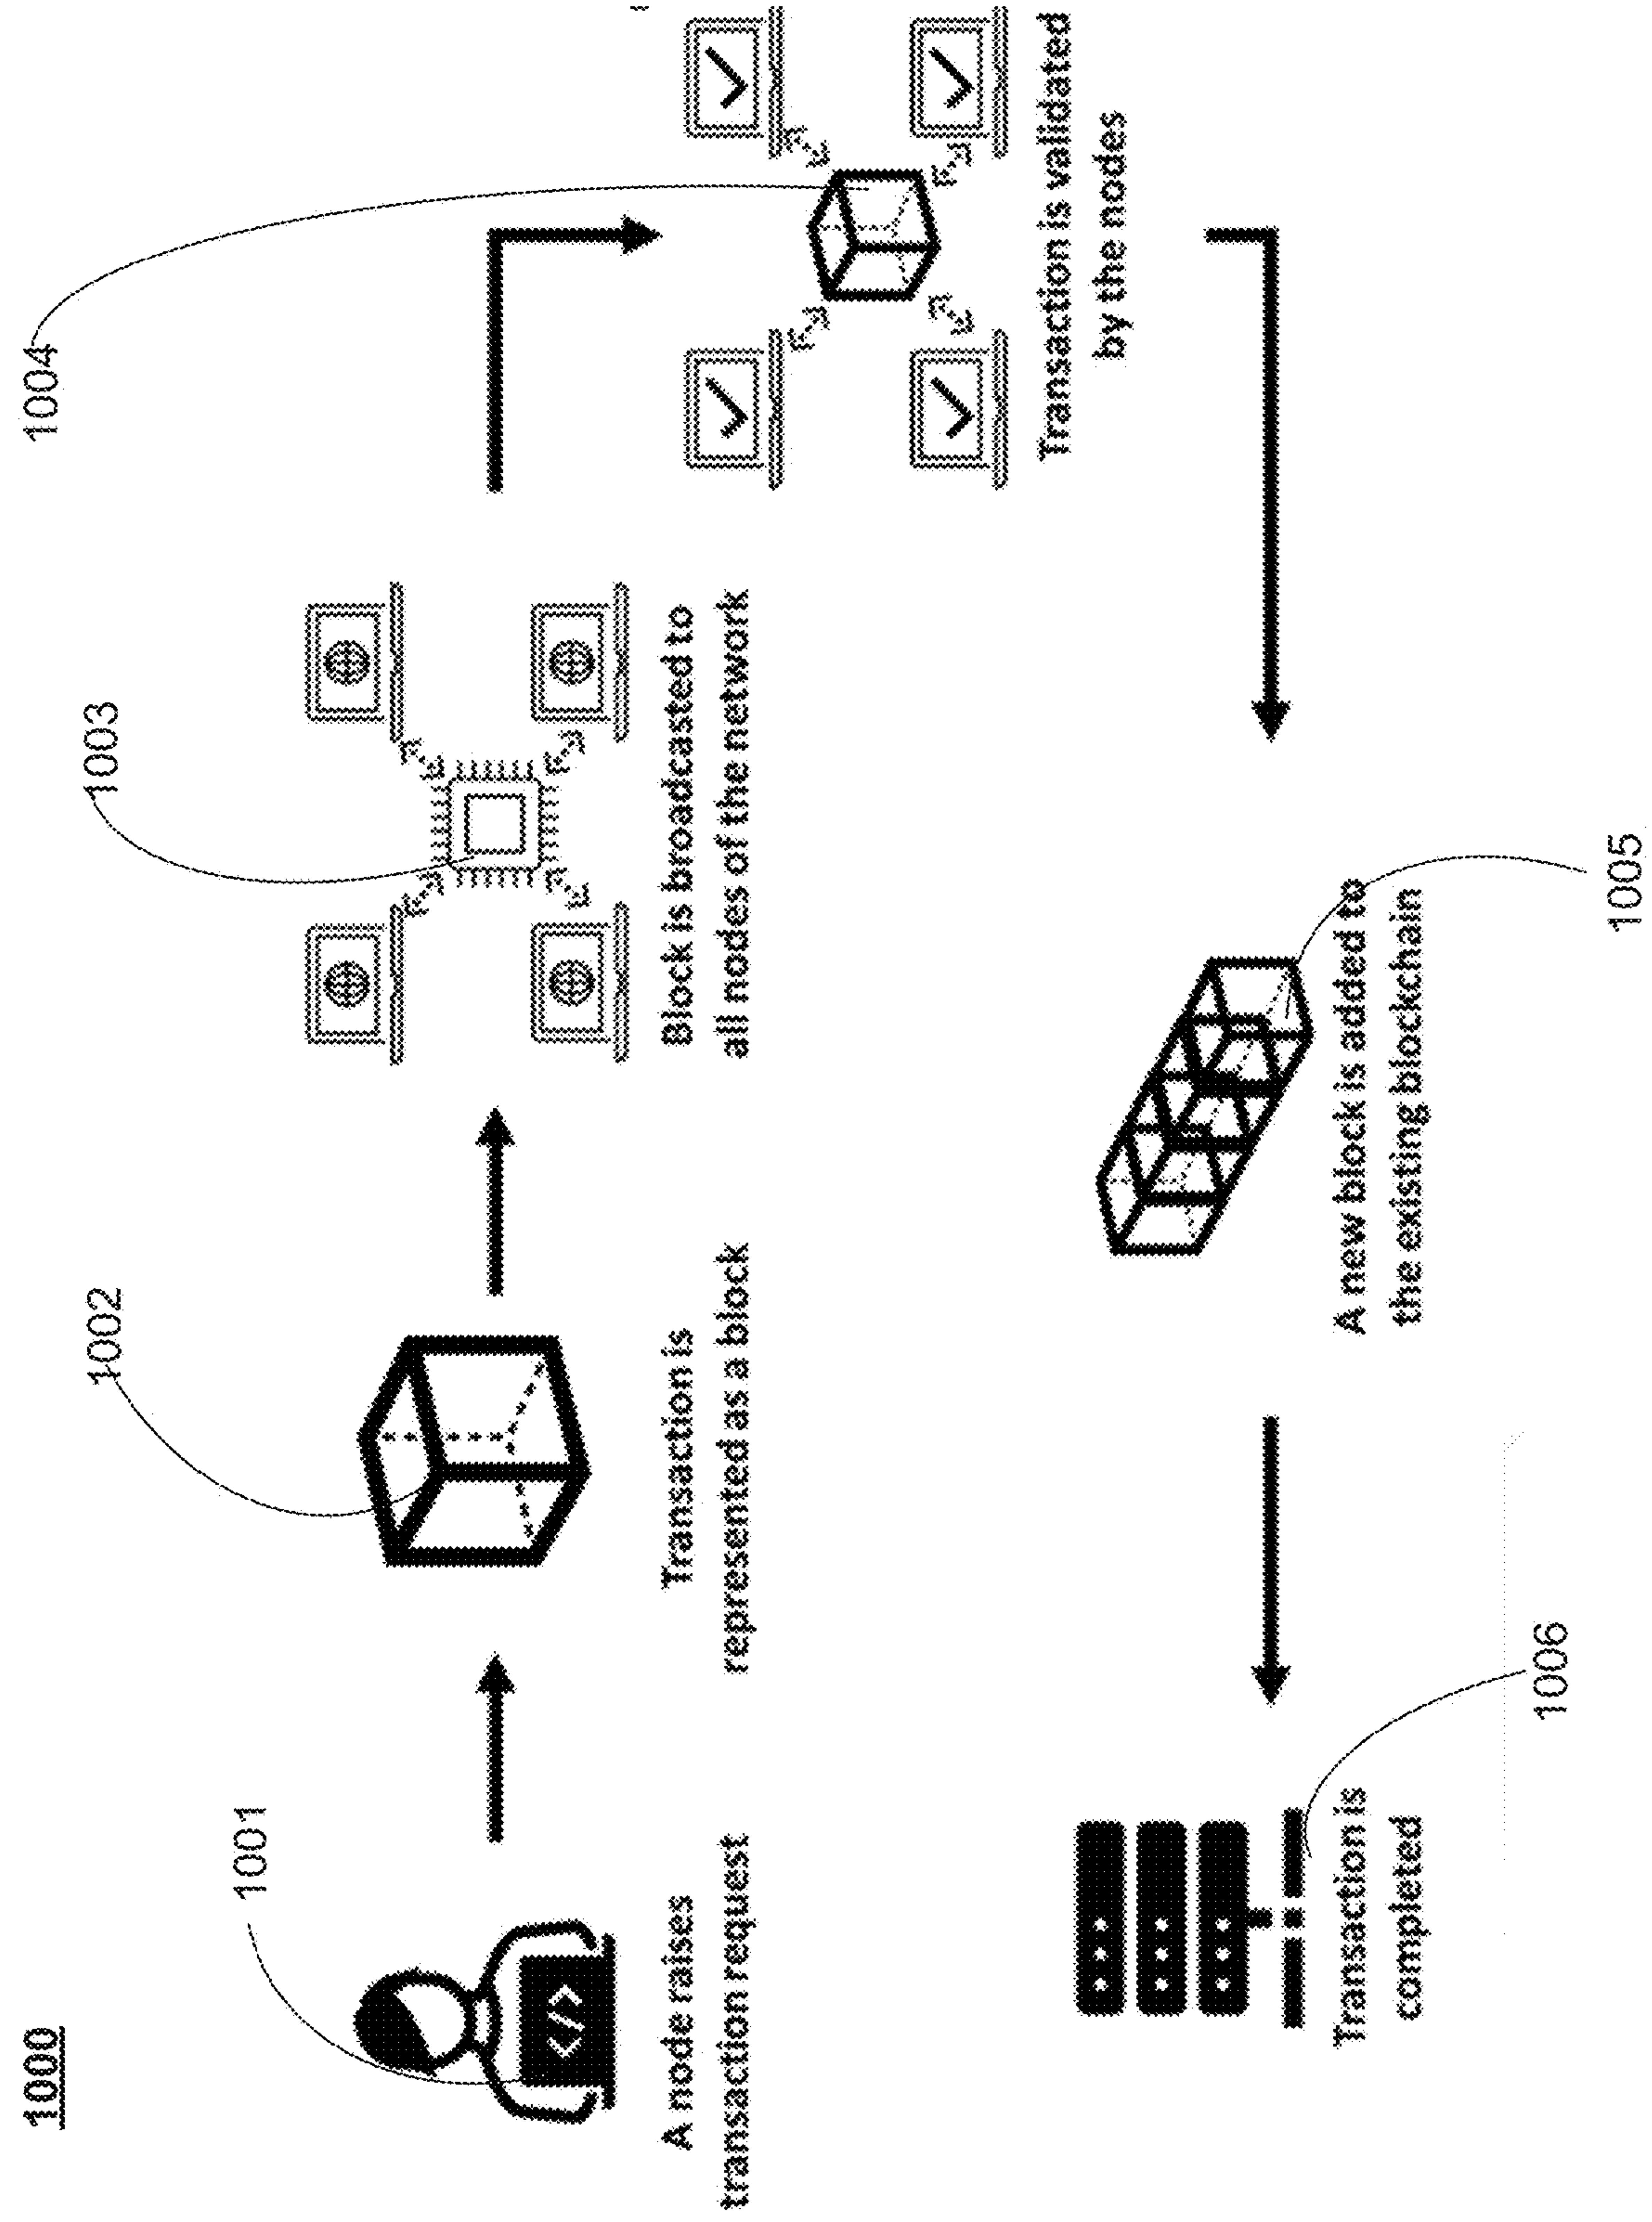 1000
1001
A node raises
transaction request
1002
Transaction is
represented as a block
1003
Block is broadcasted to
all nodes of the network
1004
Transaction is validated
by the nodes
1005
A new block is added to
the existing blockchain
1006
Transaction is
completed